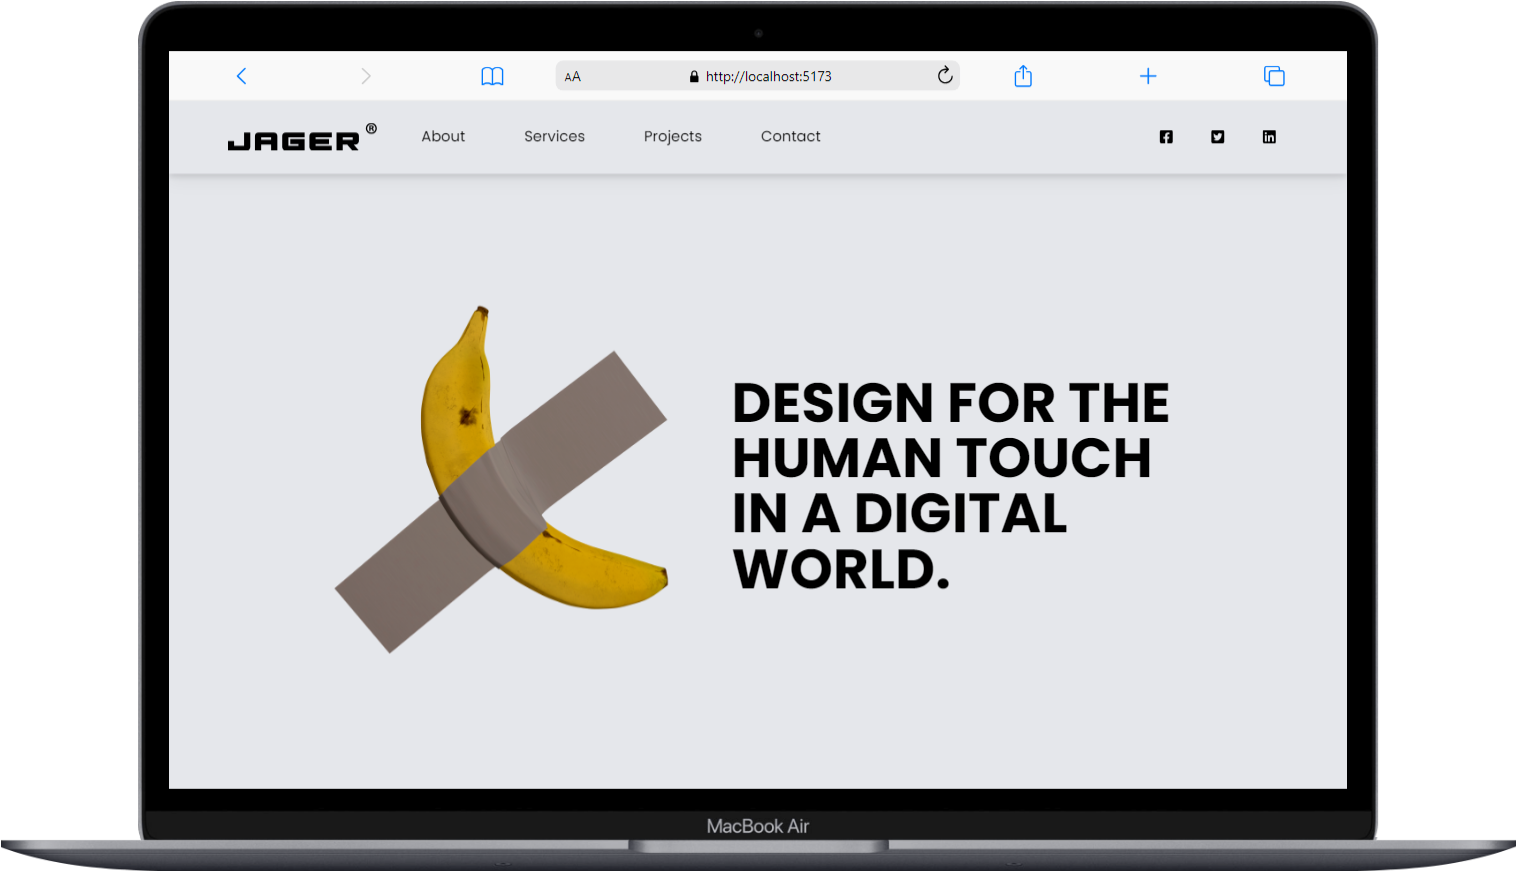 AA
http://localhost:5173
JAGER®
About
Services
Projects
Contact
DESIGN FOR THE
HUMAN TOUCH
IN A DIGITAL
WORLD.
MacBook Air